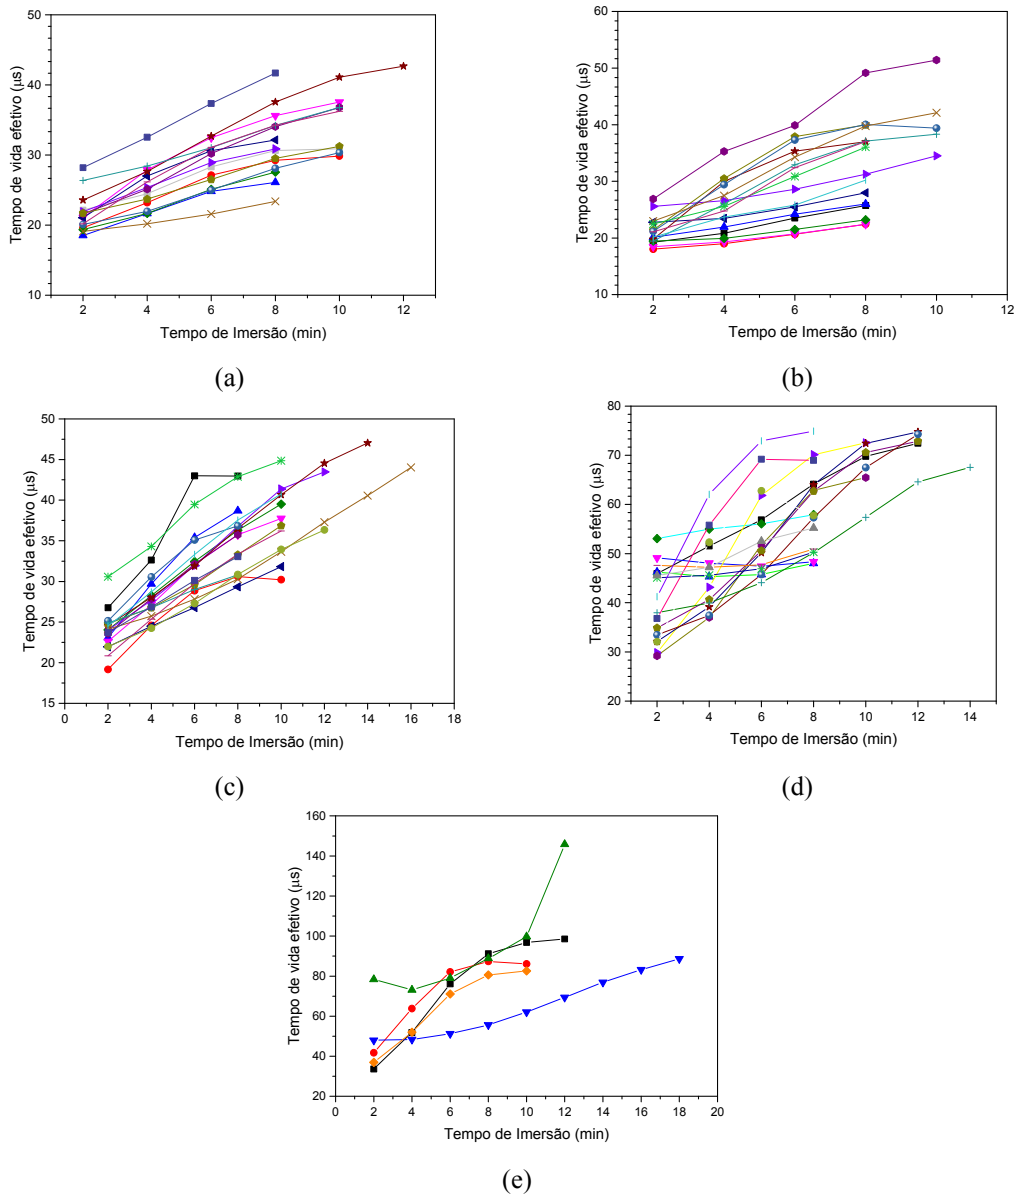 50
40
30
20
10
Tempo de vida efetivo (μs)
2 4 6 8 10 12
Tempo de Imersão (min)
(a)
60
50
40
30
20
10
Tempo de vida efetivo (μs)
2 4 6 8 10 12
Tempo de Imersão (min)
(b)
50
45
40
35
30
25
20
15
Tempo de vida efetivo (μs)
0 2 4 6 8 10 12 14 16 18
Tempo de Imersão (min)
(c)
80
70
60
50
40
30
20
Tempo de vida efetivo (μs)
2 4 6 8 10 12 14
Tempo de Imersão (min)
(d)
160
140
120
100
80
60
40
20
Tempo de vida efetivo (μs)
0 2 4 6 8 10 12 14 16 18 20
Tempo de Imersão (min)
(e)